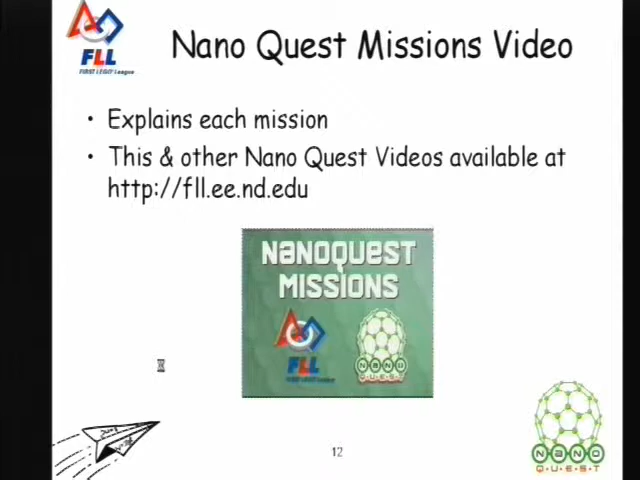 FLL
FIRST LEGO League
Nano Quest Missions Video
• Explains each mission
• This & other Nano Quest Videos available at
http://fll.ee.nd.edu
NANOQUEST
MISSIONS
FLL
NANO
QUEST
12
NANO
QUEST